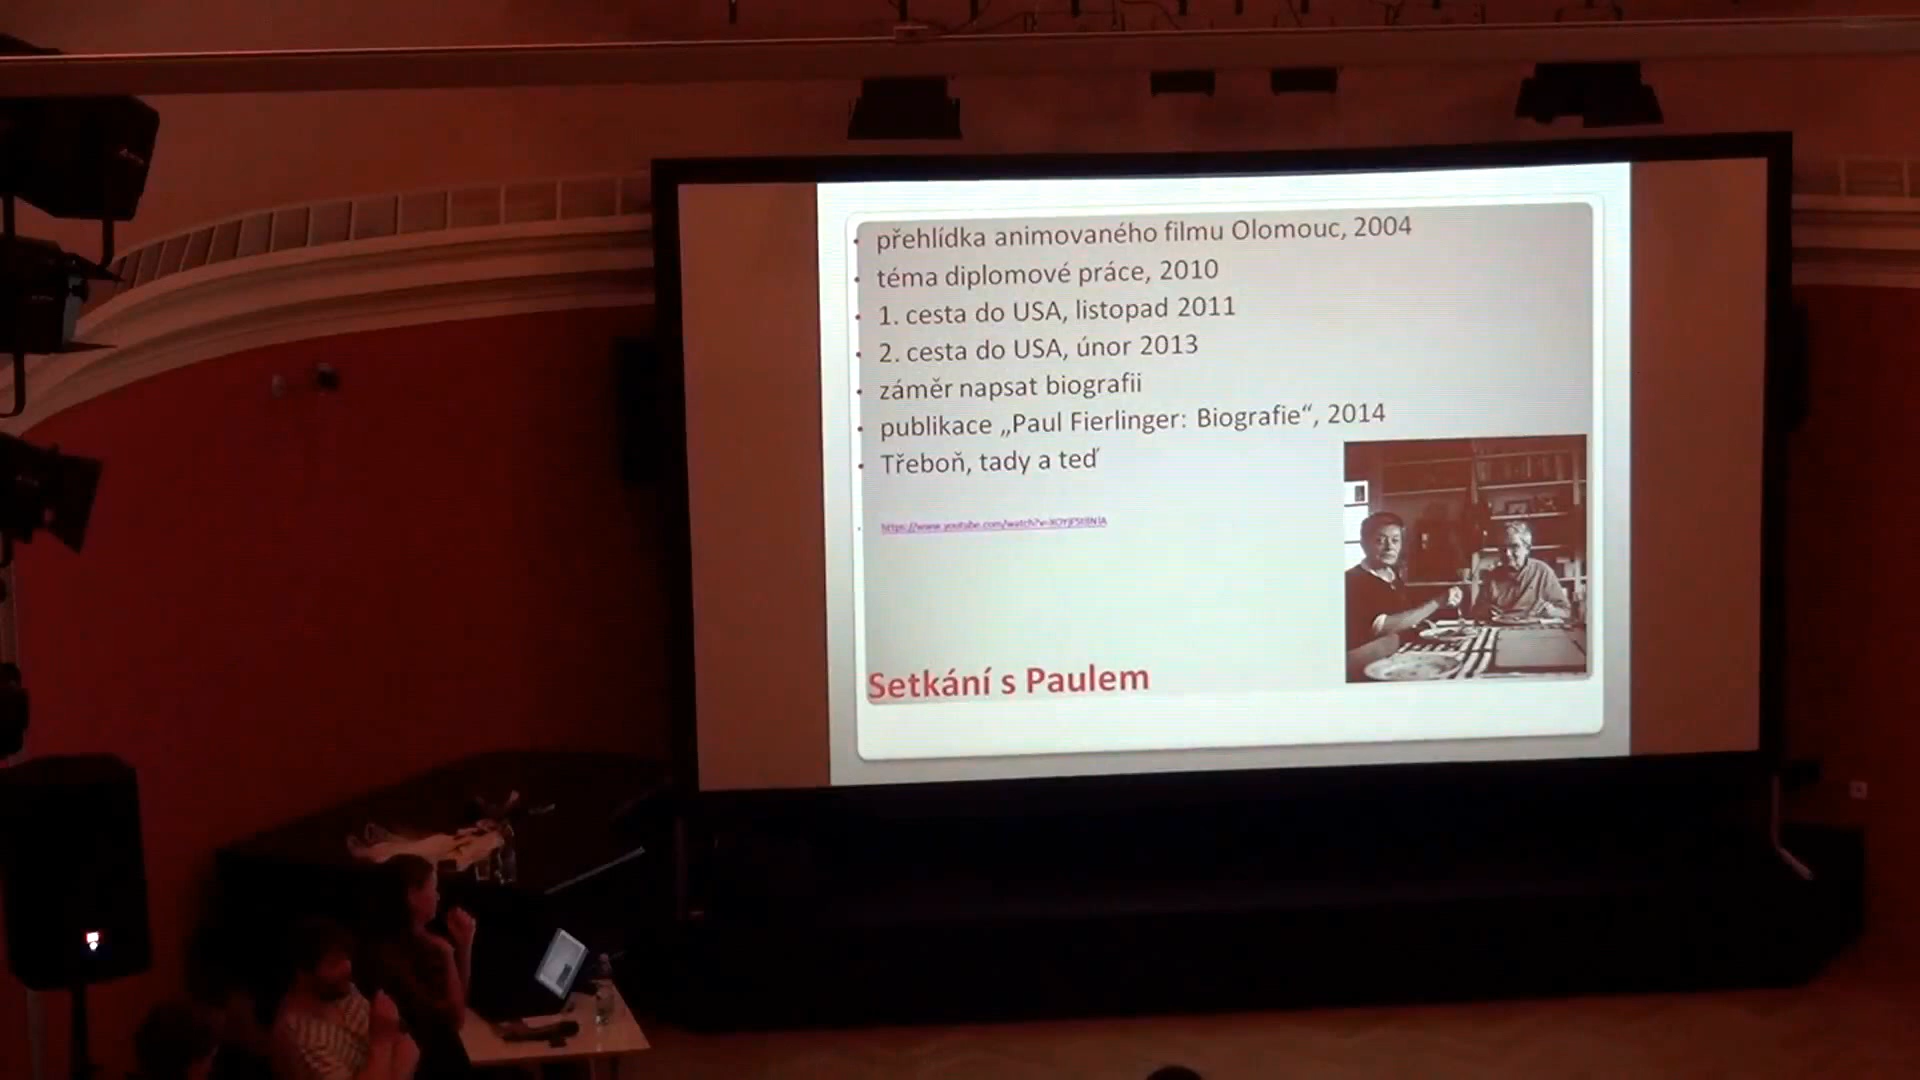 přehlídka animovaného filmu Olomouc, 2004
téma diplomové práce, 2010
1. cesta do USA, listopad 2011
2. cesta do USA, únor 2013
záměr napsat biografii
publikace „Paul Fierlinger: Biografie“, 2014
Třeboň, tady a teď
Setkání s Paulem